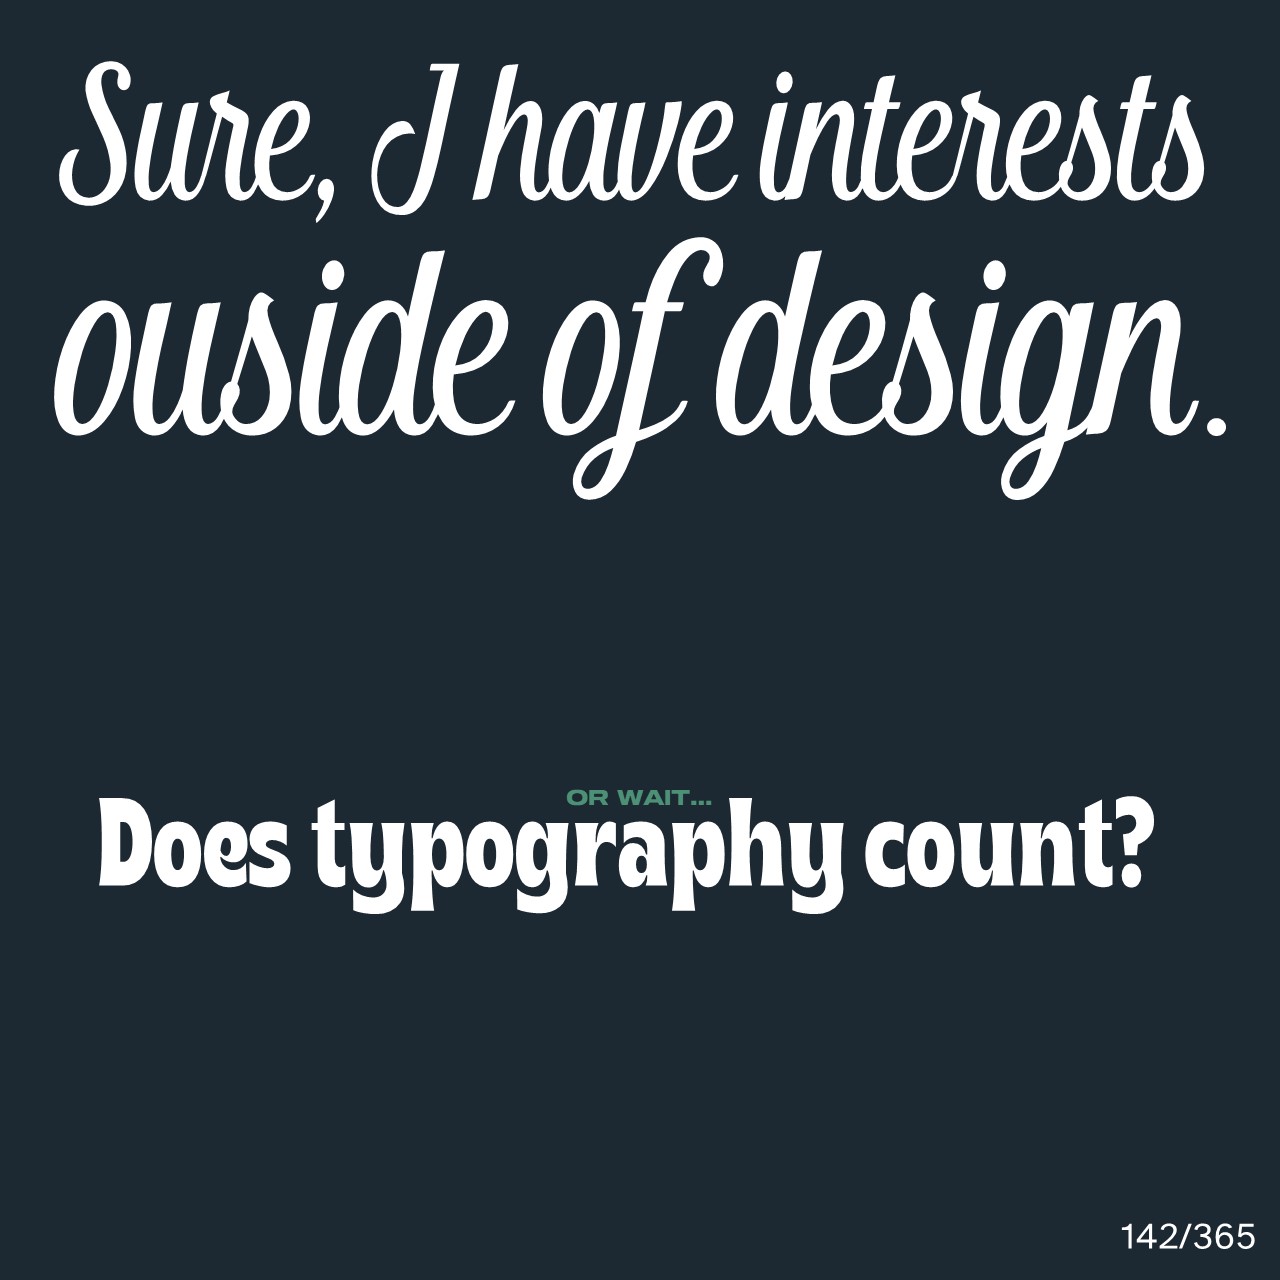 Sure, I have interests
ouside of design.
OR WAIT...
Does typography count?
142/365